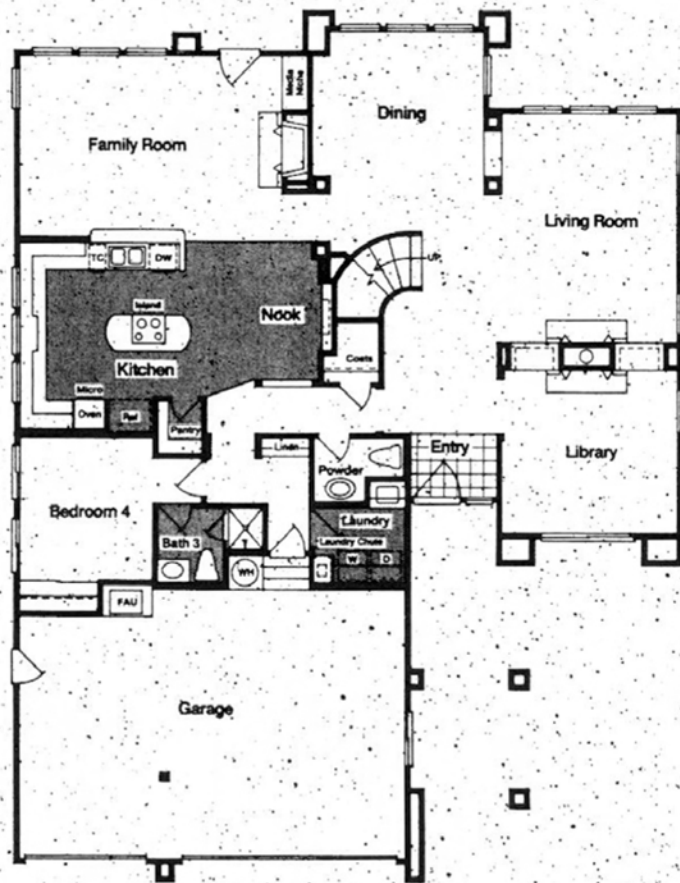 Media
Niche
Dining
Family Room
Living Room
UP
TC
DW
Island
Nook
Kitchen
Coats
Micro
Oven
Ref
Pantry
Linen
Powder
Entry
Library
Bedroom 4
Bath 3
T
Laundry
Laundry Chute
W
D
WH
FAU
Garage